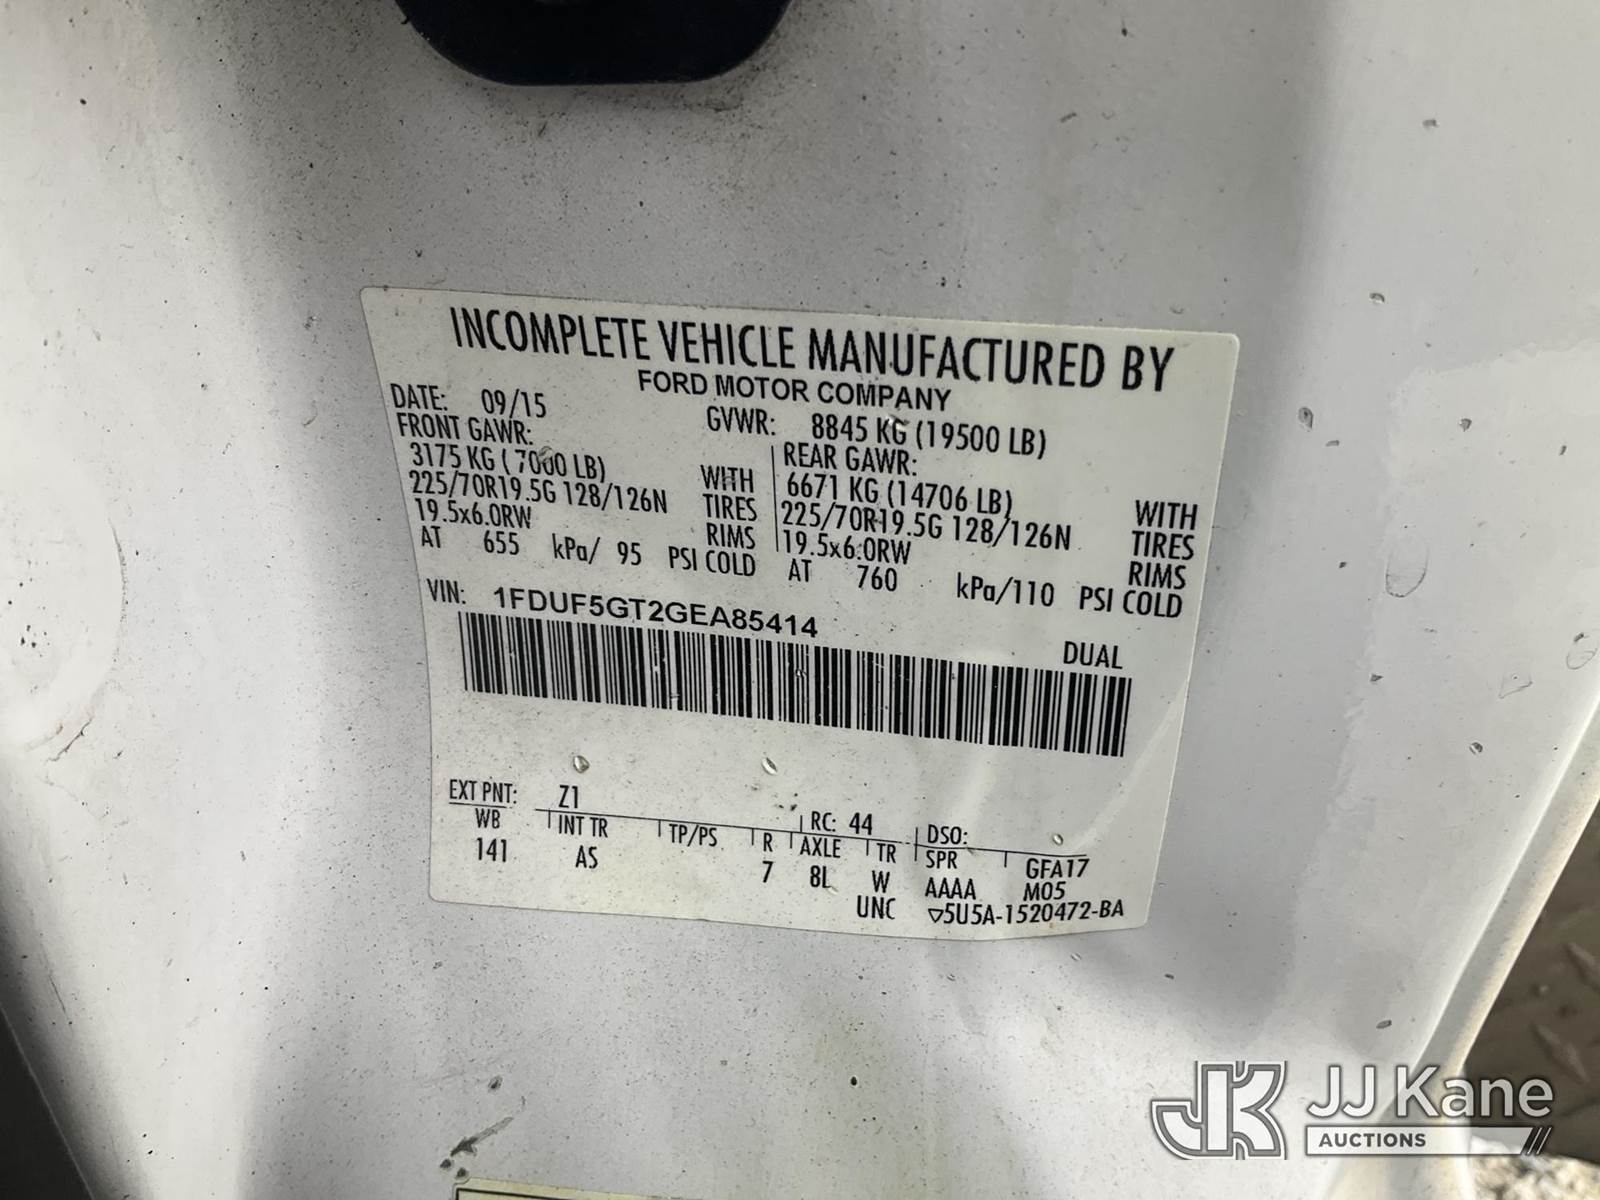 INCOMPLETE VEHICLE MANUFACTURED BY
FORD MOTOR COMPANY
DATE: 09/15 GVWR: 8845 KG (19500 LB)
FRONT GAWR: REAR GAWR:
3175 KG ( 7000 LB) WITH 6671 KG (14706 LB) WITH
225/70R19.5G 128/126N TIRES 225/70R19.5G 128/126N TIRES
19.5x6.0RW RIMS 19.5x6.0RW RIMS
AT 655 kPa/ 95 PSI COLD AT 760 kPa/110 PSI COLD
VIN: 1FDUF5GT2GEA85414
DUAL
EXT PNT: Z1 RC: 44 DSO:
WB INT TR TP/PS R AXLE TR SPR GFA17
141 AS 7 8L W AAAA M05
UNC ▽5U5A-1520472-BA
JK JJ Kane
AUCTIONS